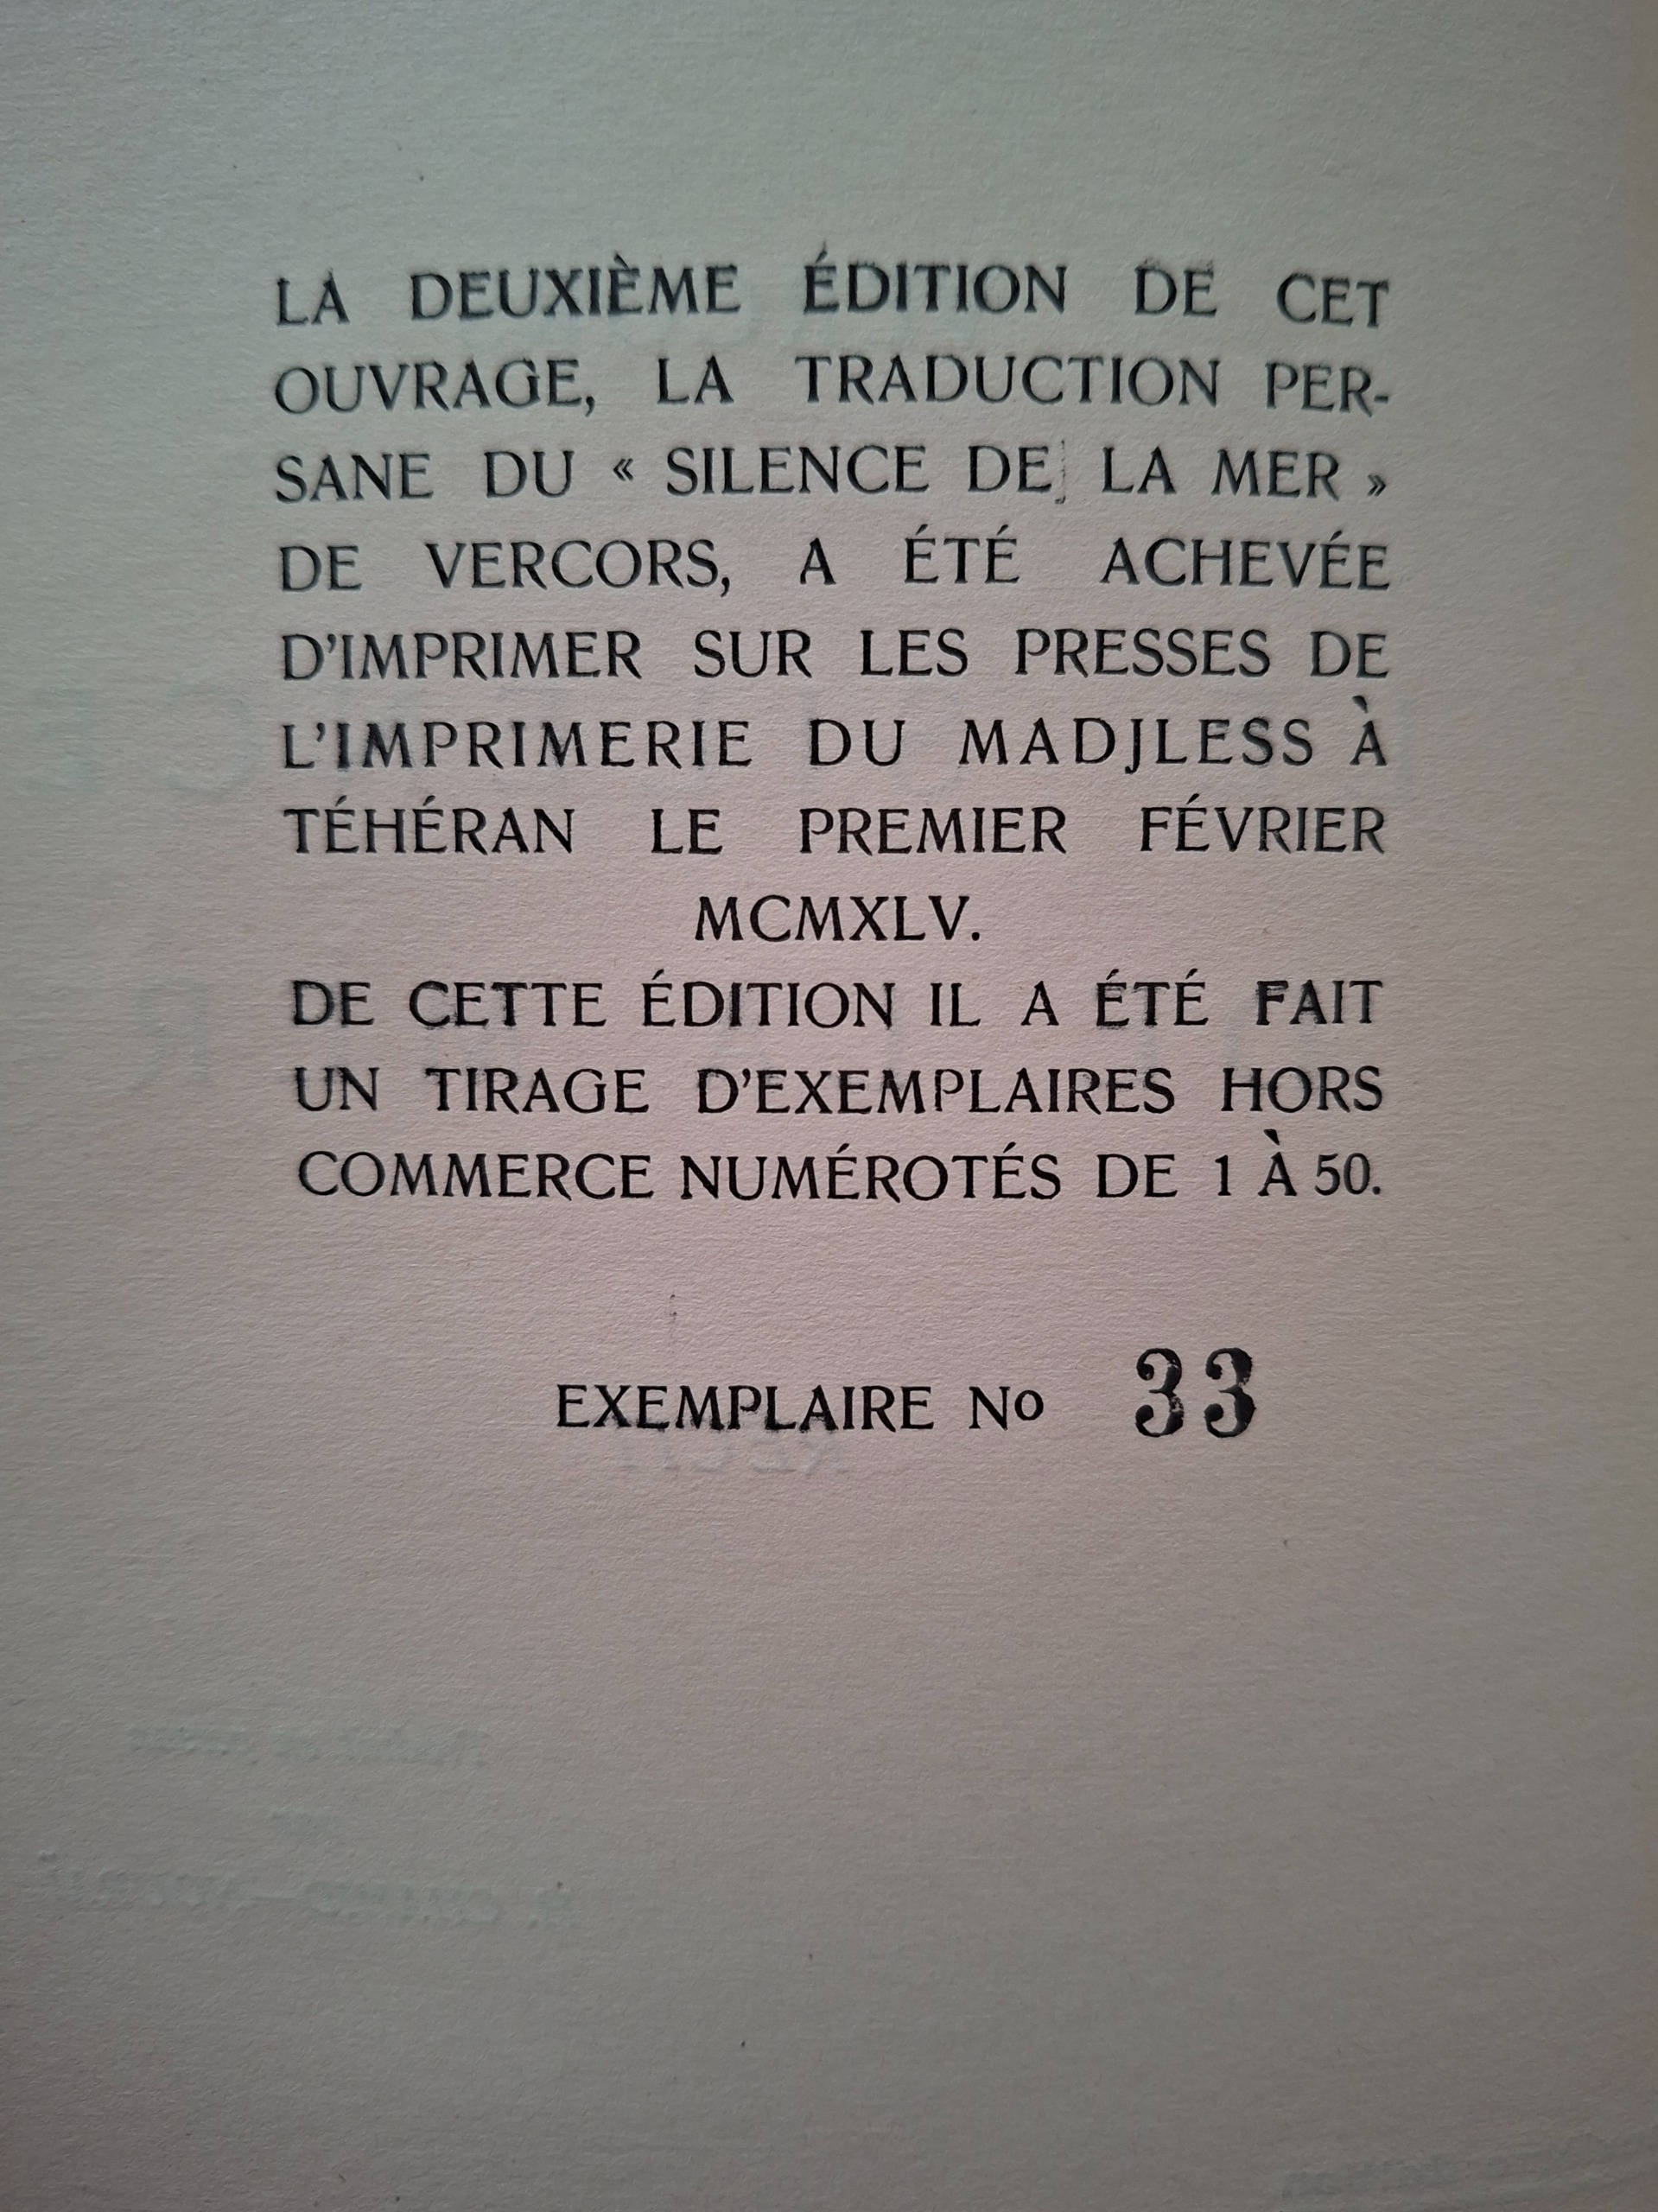 LA DEUXIÈME ÉDITION DE CET
OUVRAGE, LA TRADUCTION PER-
SANE DU « SILENCE DE LA MER »
DE VERCORS, A ÉTÉ ACHEVÉE
D'IMPRIMER SUR LES PRESSES DE
L'IMPRIMERIE DU MADJLESS À
TÉHÉRAN LE PREMIER FÉVRIER
MCMXLV.
DE CETTE ÉDITION IL A ÉTÉ FAIT
UN TIRAGE D'EXEMPLAIRES HORS
COMMERCE NUMÉROTÉS DE 1 À 50.
EXEMPLAIRE No 33